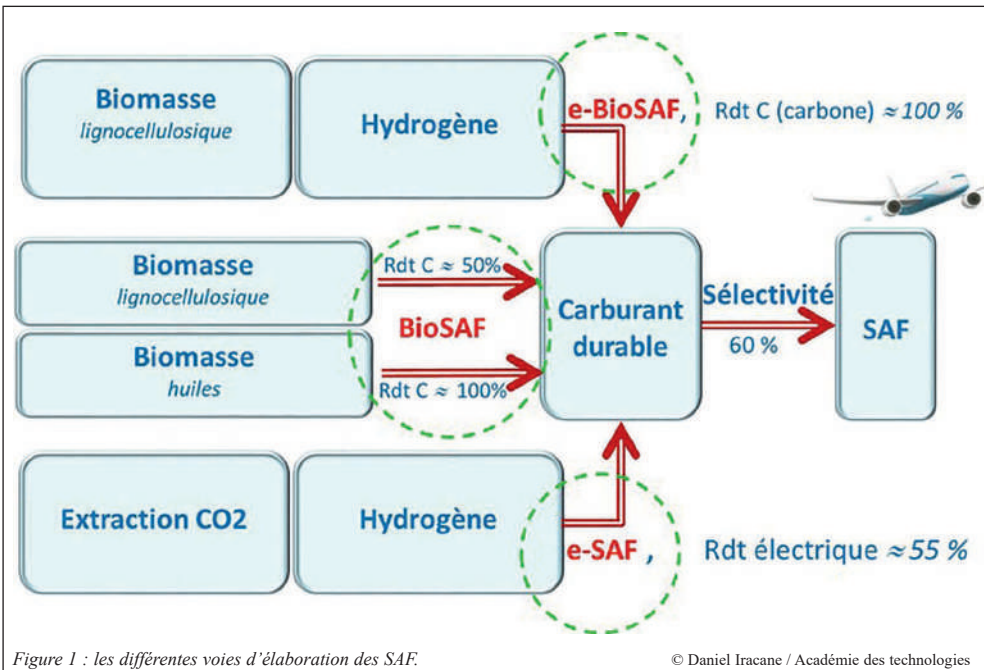 Biomasse
lignocellulosique
Hydrogène
e-BioSAF,
Rdt C (carbone) ≈100 %
Biomasse
lignocellulosique
Rdt C ≈ 50%
BioSAF
Biomasse
huiles
Rdt C ≈ 100%
Carburant
durable
Sélectivité
60 %
SAF
Extraction CO2
Hydrogène
e-SAF ,
Rdt électrique ≈55 %
Figure 1 : les différentes voies d'élaboration des SAF.
© Daniel Iracane / Académie des technologies